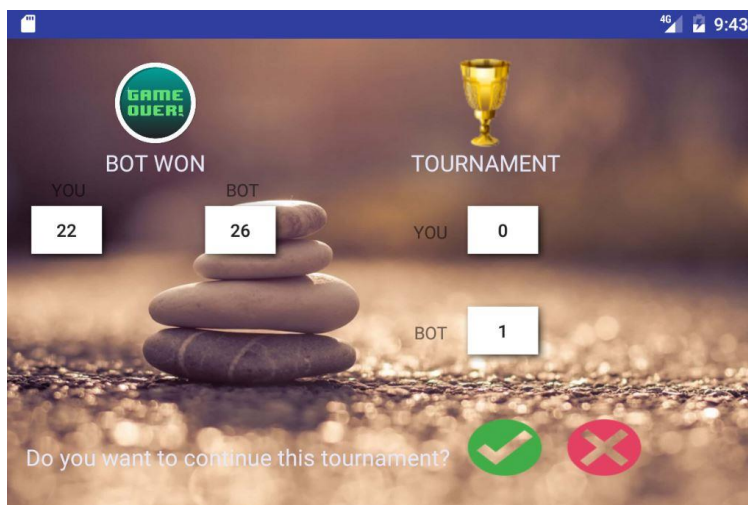 4G 9:43
GAME
OVER!
BOT WON
YOU BOT
22 26
TOURNAMENT
YOU 0
BOT 1
Do you want to continue this tournament?